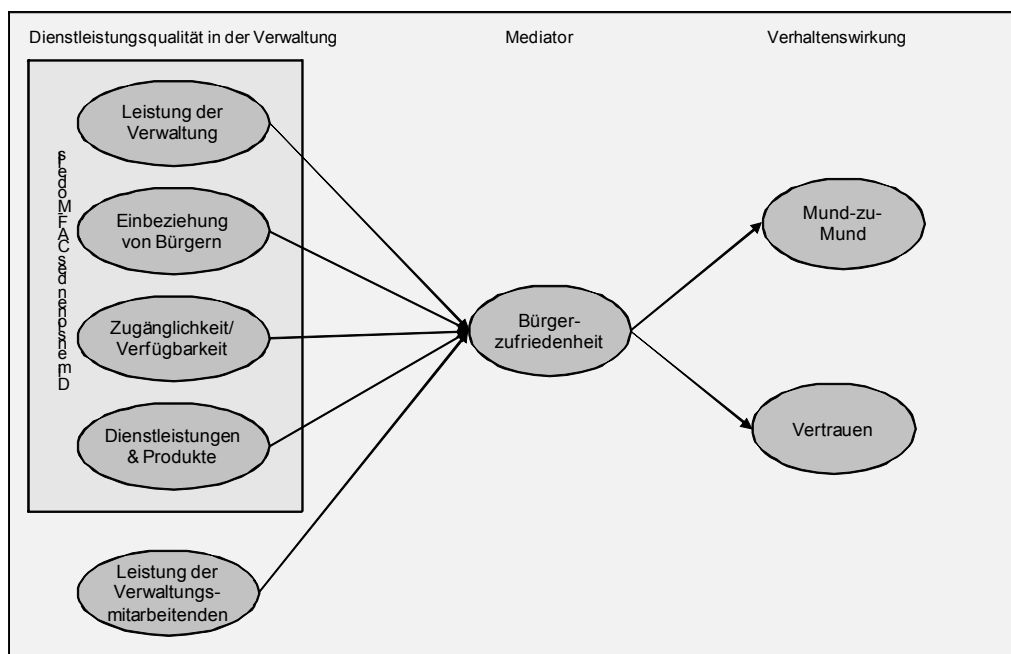 Dienstleistungsqualität in der Verwaltung
Mediator
Verhaltenswirkung
Dimensionen des CAF-Modells
Leistung der
Verwaltung
Einbeziehung
von Bürgern
Zugänglichkeit/
Verfügbarkeit
Dienstleistungen
& Produkte
Leistung der
Verwaltungs-
mitarbeitenden
Bürger-
zufriedenheit
Mund-zu-
Mund
Vertrauen